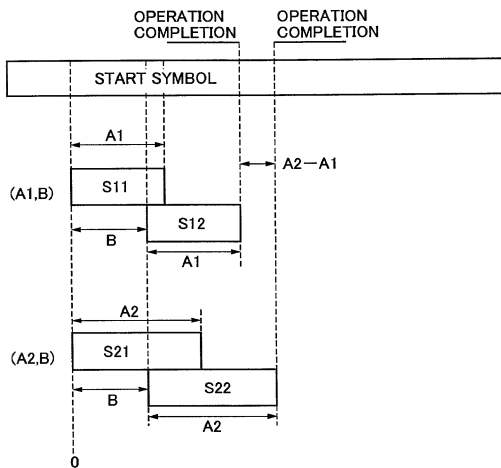 OPERATION COMPLETION
OPERATION COMPLETION
START SYMBOL
A1
A2—A1
(A1,B)
S11
B
S12
A1
A2
(A2,B)
S21
B
S22
A2
0